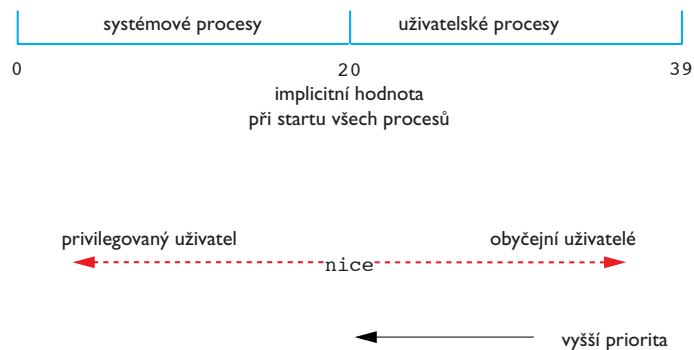 systémové procesy uživatelské procesy
0 20 39
implicitní hodnota
při startu všech procesů
privilegovaný uživatel obyčejní uživatelé
nice
vyšší priorita